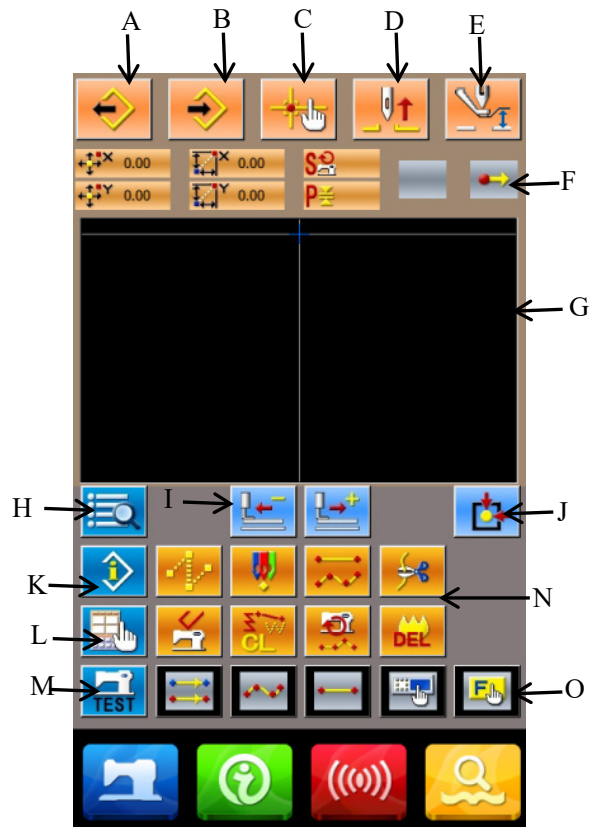 A B C D E
X 0.00 X 0.00 S
Y 0.00 Y 0.00 P
F
G
H I J
K N
L CL DEL
M TEST F O